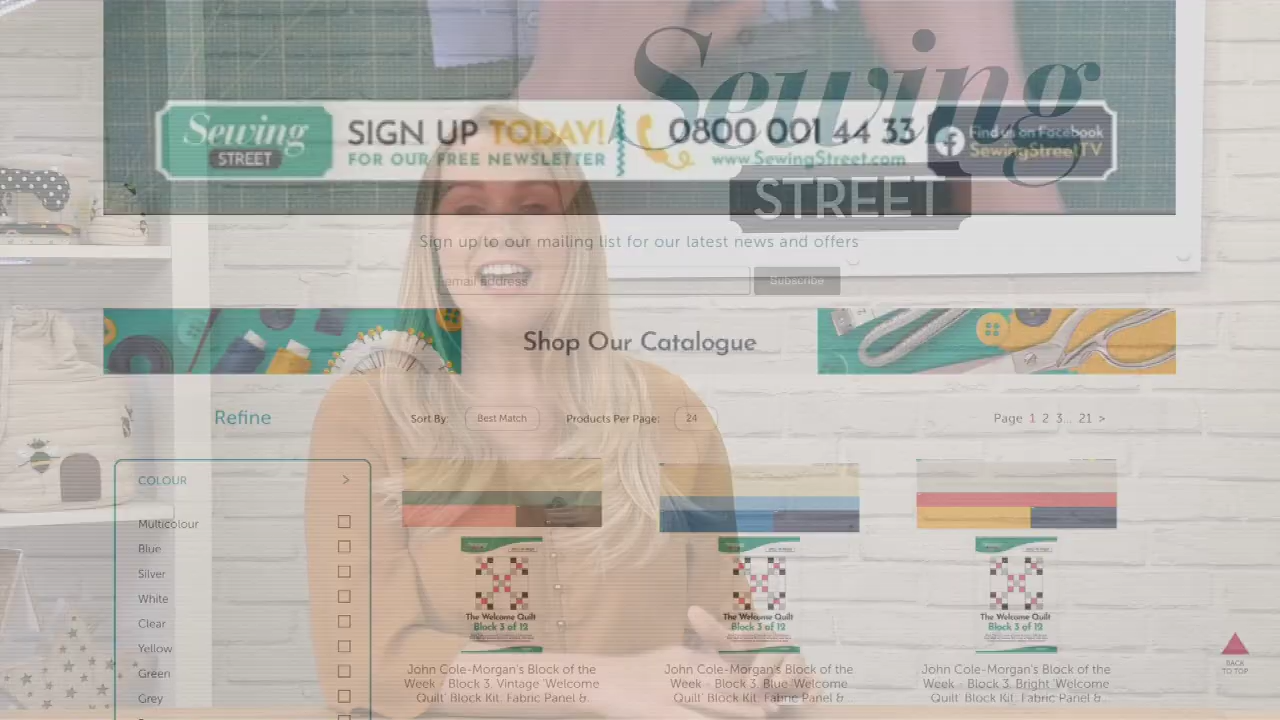 Sewing
STREET
Sewing
STREET
SIGN UP TODAY!
FOR OUR FREE NEWSLETTER
0800 001 44 33
www.SewingStreet.com
Find us on Facebook
SewingStreetTV
Sign up to our mailing list for our latest news and offers
email address
Subscribe
Shop Our Catalogue
Refine
Sort By:
Best Match
Products Per Page:
24
Page 1 2 3... 21 >
COLOUR >
Multicolour
Blue
Silver
White
Clear
Yellow
Green
Grey
The Welcome Quilt
Block 3 of 12
The Welcome Quilt
Block 3 of 12
The Welcome Quilt
Block 3 of 12
John Cole-Morgan's Block of the
Week - Block 3. Vintage 'Welcome
Quilt' Block Kit: Fabric Panel &
John Cole-Morgan's Block of the
Week - Block 3. Blue 'Welcome
Quilt' Block Kit: Fabric Panel &
John Cole-Morgan's Block of the
Week - Block 3. Bright 'Welcome
Quilt' Block Kit: Fabric Panel &
BACK
TO TOP